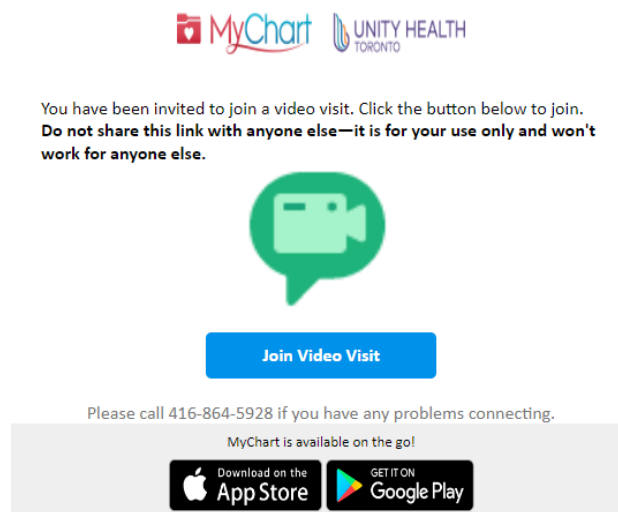 MyChart UNITY HEALTH
TORONTO
You have been invited to join a video visit. Click the button below to join.
Do not share this link with anyone else—it is for your use only and won't
work for anyone else.
Join Video Visit
Please call 416-864-5928 if you have any problems connecting.
MyChart is available on the go!
Download on the
App Store
GET IT ON
Google Play